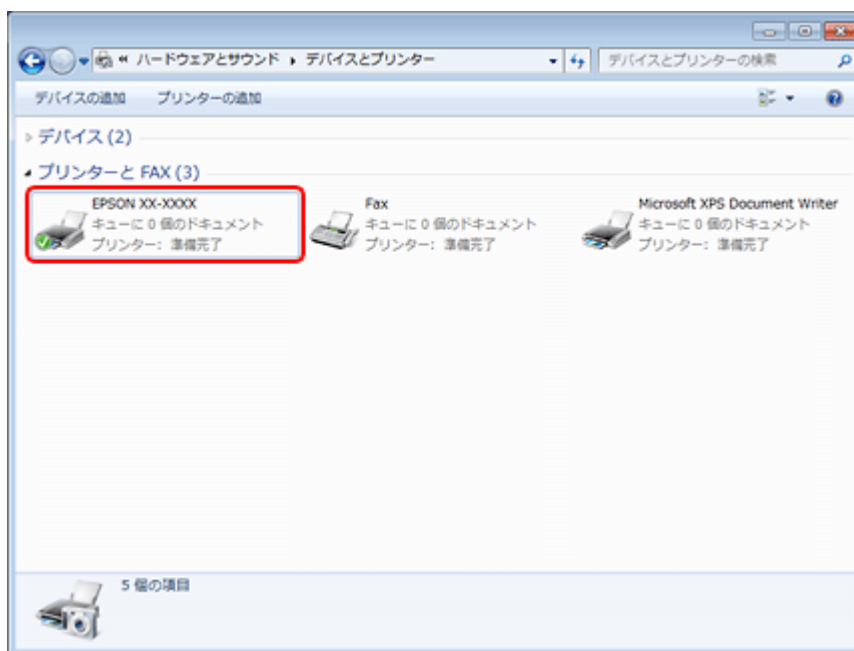 « ハードウェアとサウンド ▸ デバイスとプリンター
デバイスとプリンターの検索
デバイスの追加 プリンターの追加
デバイス (2)
プリンターと FAX (3)
EPSON XX-XXXX
キューに 0 個のドキュメント
プリンター: 準備完了
Fax
キューに 0 個のドキュメント
プリンター: 準備完了
Microsoft XPS Document Writer
キューに 0 個のドキュメント
プリンター: 準備完了
5 個の項目